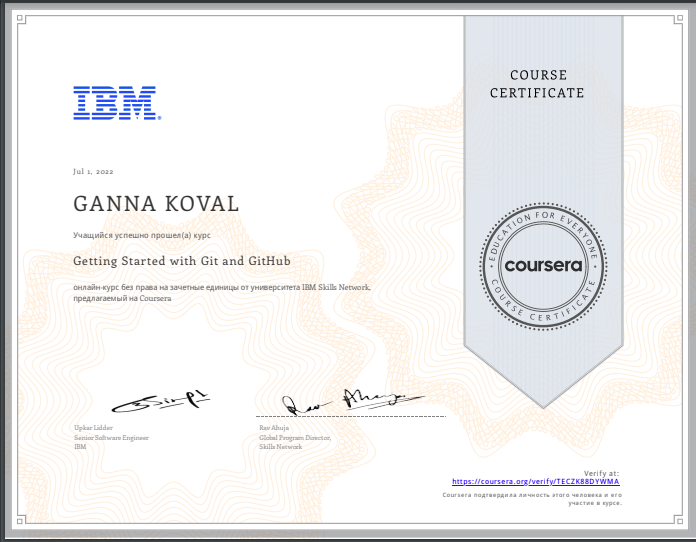 COURSE
CERTIFICATE
IBM®
Jul 1, 2022
GANNA KOVAL
Учащийся успешно прошел(а) курс
Getting Started with Git and GitHub
онлайн-курс без права на зачетные единицы от университета IBM Skills Network,
предлагаемый на Coursera
EDUCATION FOR EVERYONE
coursera
COURSE CERTIFICATE
Upkar Lidder
Senior Software Engineer
IBM
Rav Ahuja
Global Program Director,
Skills Network
Verify at:
https://coursera.org/verify/TECZK88DYWMA
Coursera подтвердила личность этого человека и его
участие в курсе.